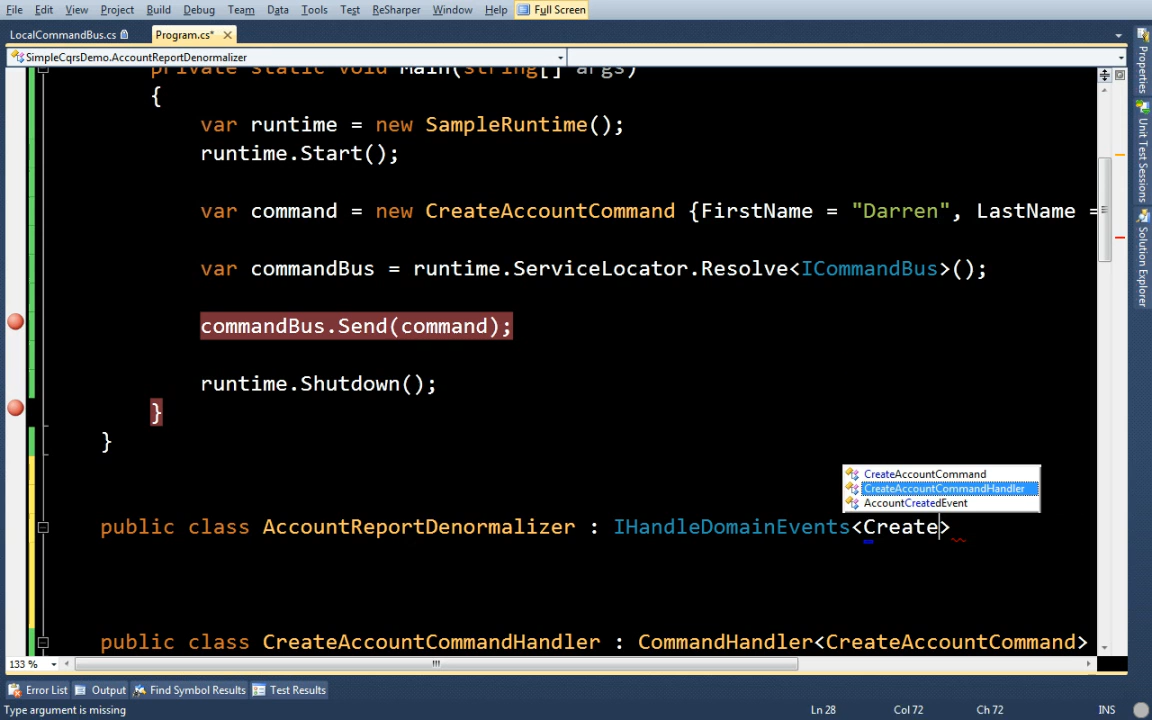 File Edit View Project Build Debug Team Data Tools Test ReSharper Window Help Full Screen
LocalCommandBus.cs Program.cs*
SimpleCqrsDemo.AccountReportDenormalizer
private static void Main(string[] args)
{
var runtime = new SampleRuntime();
runtime.Start();
var command = new CreateAccountCommand {FirstName = "Darren", LastName =
var commandBus = runtime.ServiceLocator.Resolve<ICommandBus>();
commandBus.Send(command);
runtime.Shutdown();
}
}
CreateAccountCommand
CreateAccountCommandHandler
AccountCreatedEvent
public class AccountReportDenormalizer : IHandleDomainEvents<Create>
public class CreateAccountCommandHandler : CommandHandler<CreateAccountCommand>
133 %
Error List Output Find Symbol Results Test Results
Type argument is missing Ln 28 Col 72 Ch 72 INS
Properties
Unit Test Sessions
Solution Explorer